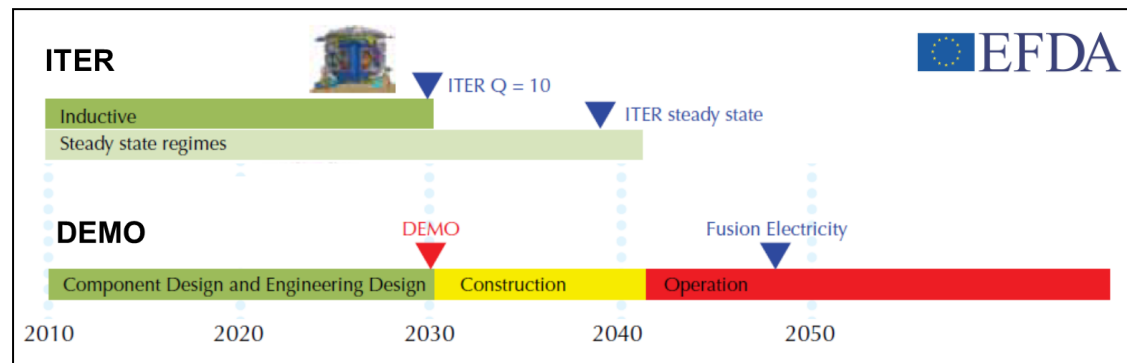 ITER
EFDA
ITER Q = 10
Inductive
ITER steady state
Steady state regimes
DEMO
DEMO
Fusion Electricity
Component Design and Engineering Design
Construction
Operation
2010
2020
2030
2040
2050